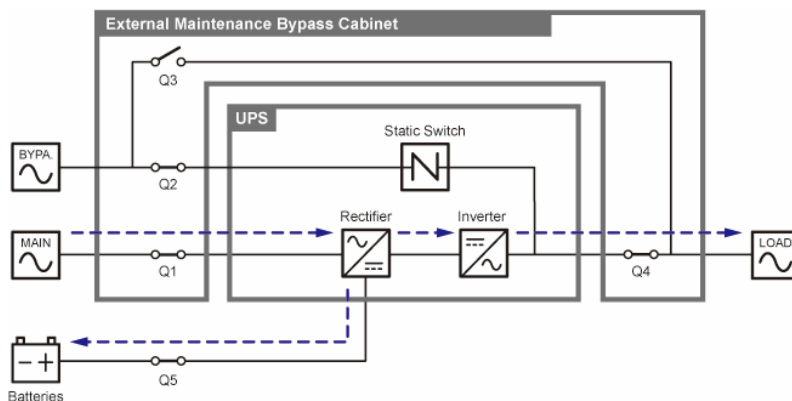 External Maintenance Bypass Cabinet
Q3
UPS
Static Switch
BYPA.
Q2
Rectifier
Inverter
MAIN
LOAD
Q1
Q4
Batteries
Q5